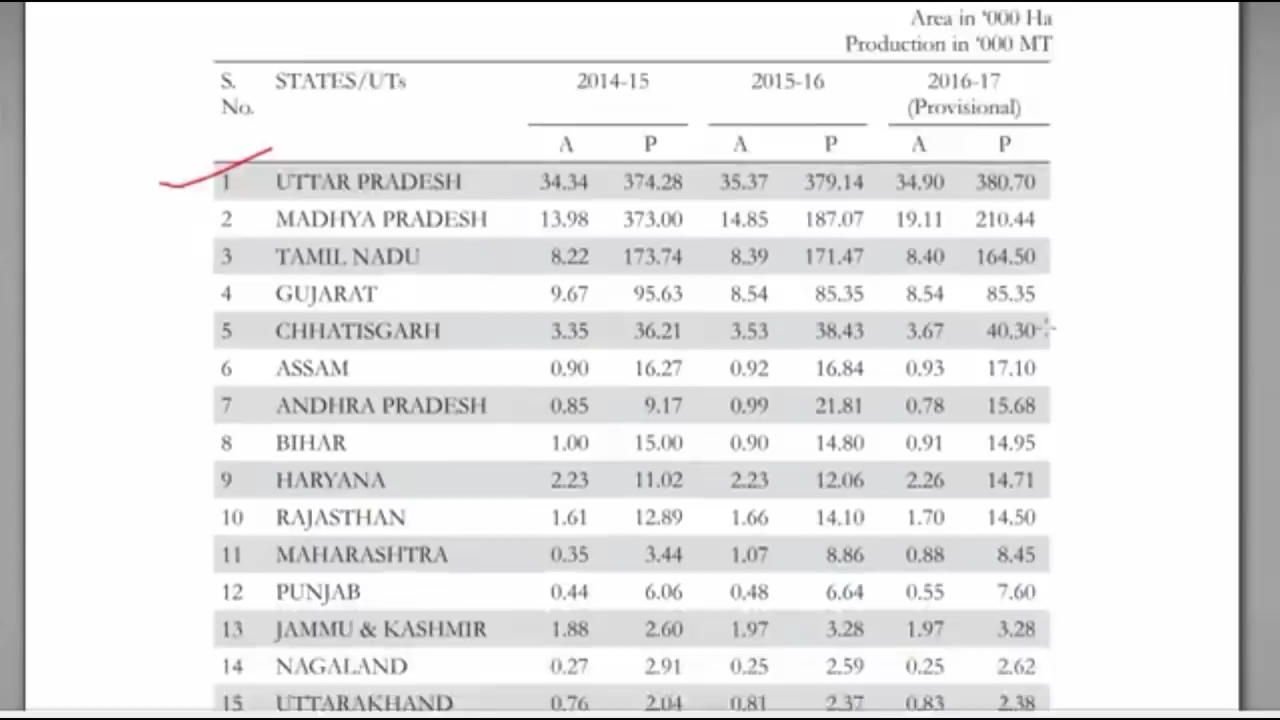 Area in '000 Ha
Production in '000 MT
S. No. STATES/UTs 2014-15 2015-16 2016-17 (Provisional)
A P A P A P
1 UTTAR PRADESH 34.34 374.28 35.37 379.14 34.90 380.70
2 MADHYA PRADESH 13.98 373.00 14.85 187.07 19.11 210.44
3 TAMIL NADU 8.22 173.74 8.39 171.47 8.40 164.50
4 GUJARAT 9.67 95.63 8.54 85.35 8.54 85.35
5 CHHATISGARH 3.35 36.21 3.53 38.43 3.67 40.30
6 ASSAM 0.90 16.27 0.92 16.84 0.93 17.10
7 ANDHRA PRADESH 0.85 9.17 0.99 21.81 0.78 15.68
8 BIHAR 1.00 15.00 0.90 14.80 0.91 14.95
9 HARYANA 2.23 11.02 2.23 12.06 2.26 14.71
10 RAJASTHAN 1.61 12.89 1.66 14.10 1.70 14.50
11 MAHARASHTRA 0.35 3.44 1.07 8.86 0.88 8.45
12 PUNJAB 0.44 6.06 0.48 6.64 0.55 7.60
13 JAMMU & KASHMIR 1.88 2.60 1.97 3.28 1.97 3.28
14 NAGALAND 0.27 2.91 0.25 2.59 0.25 2.62
15 UTTARAKHAND 0.76 2.04 0.81 2.37 0.83 2.38